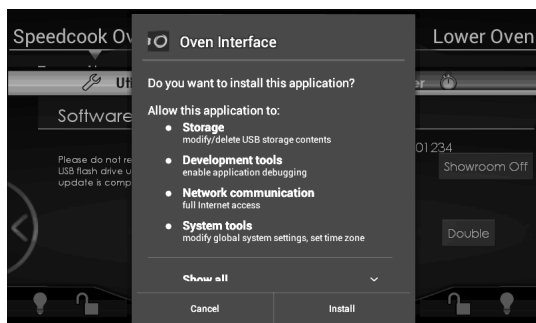 Speedcook Ov
Lower Oven
Oven Interface
Uti
er
Do you want to install this application?
Software
Allow this application to:
Storage
modify/delete USB storage contents
01234
Please do not re
USB flash drive u
update is comp
Development tools
enable application debugging
Showroom Off
Network communication
full Internet access
System tools
modify global system settings, set time zone
Double
Show all
Cancel
Install